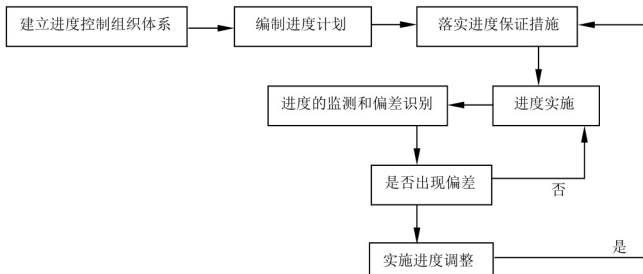 建立进度控制组织体系
编制进度计划
落实进度保证措施
进度的监测和偏差识别
进度实施
是否出现偏差
否
实施进度调整
是